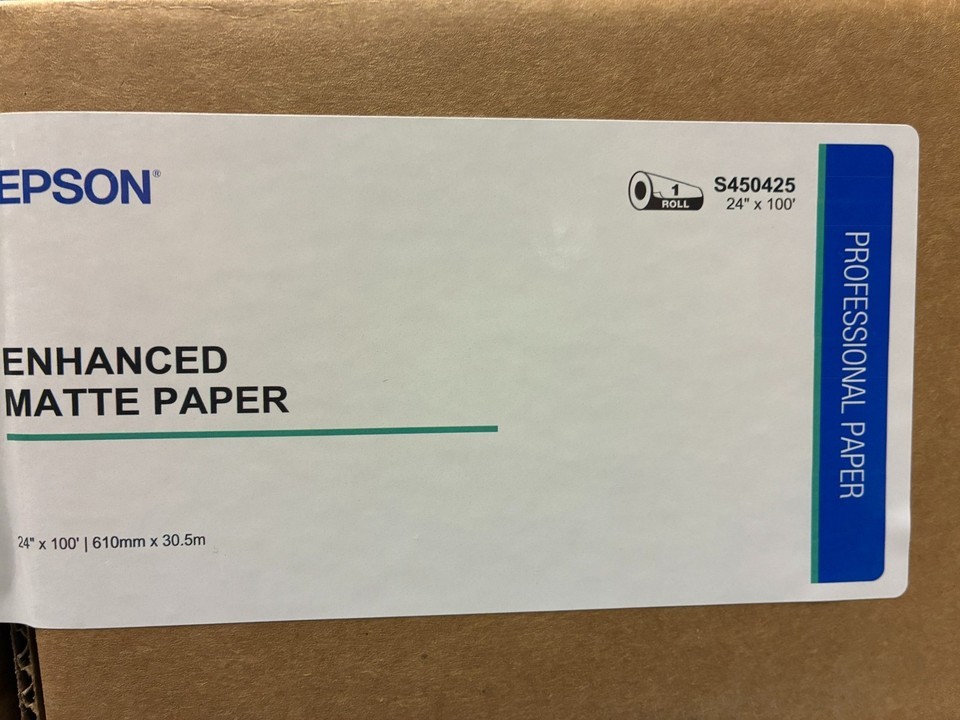 EPSON®
1
ROLL
S450425
24" x 100'
ENHANCED
MATTE PAPER
24" x 100' | 610mm x 30.5m
PROFESSIONAL PAPER